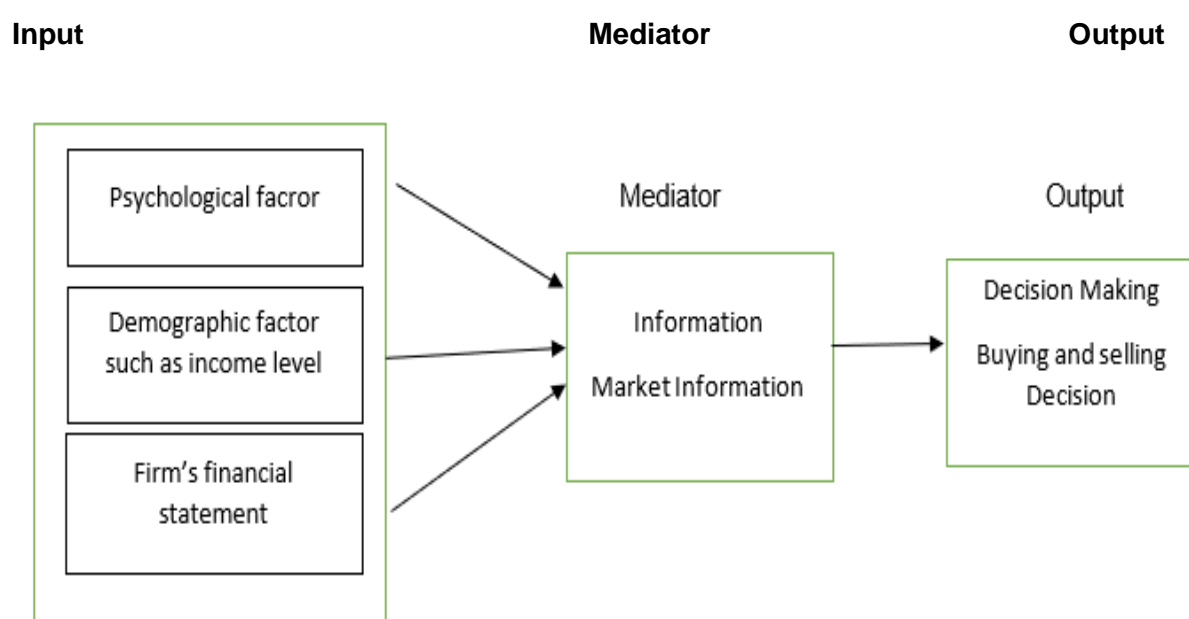 Input
Mediator
Output
Psychological facror
Demographic factor
such as income level
Firm's financial
statement
Mediator
Information
Market Information
Output
Decision Making
Buying and selling
Decision